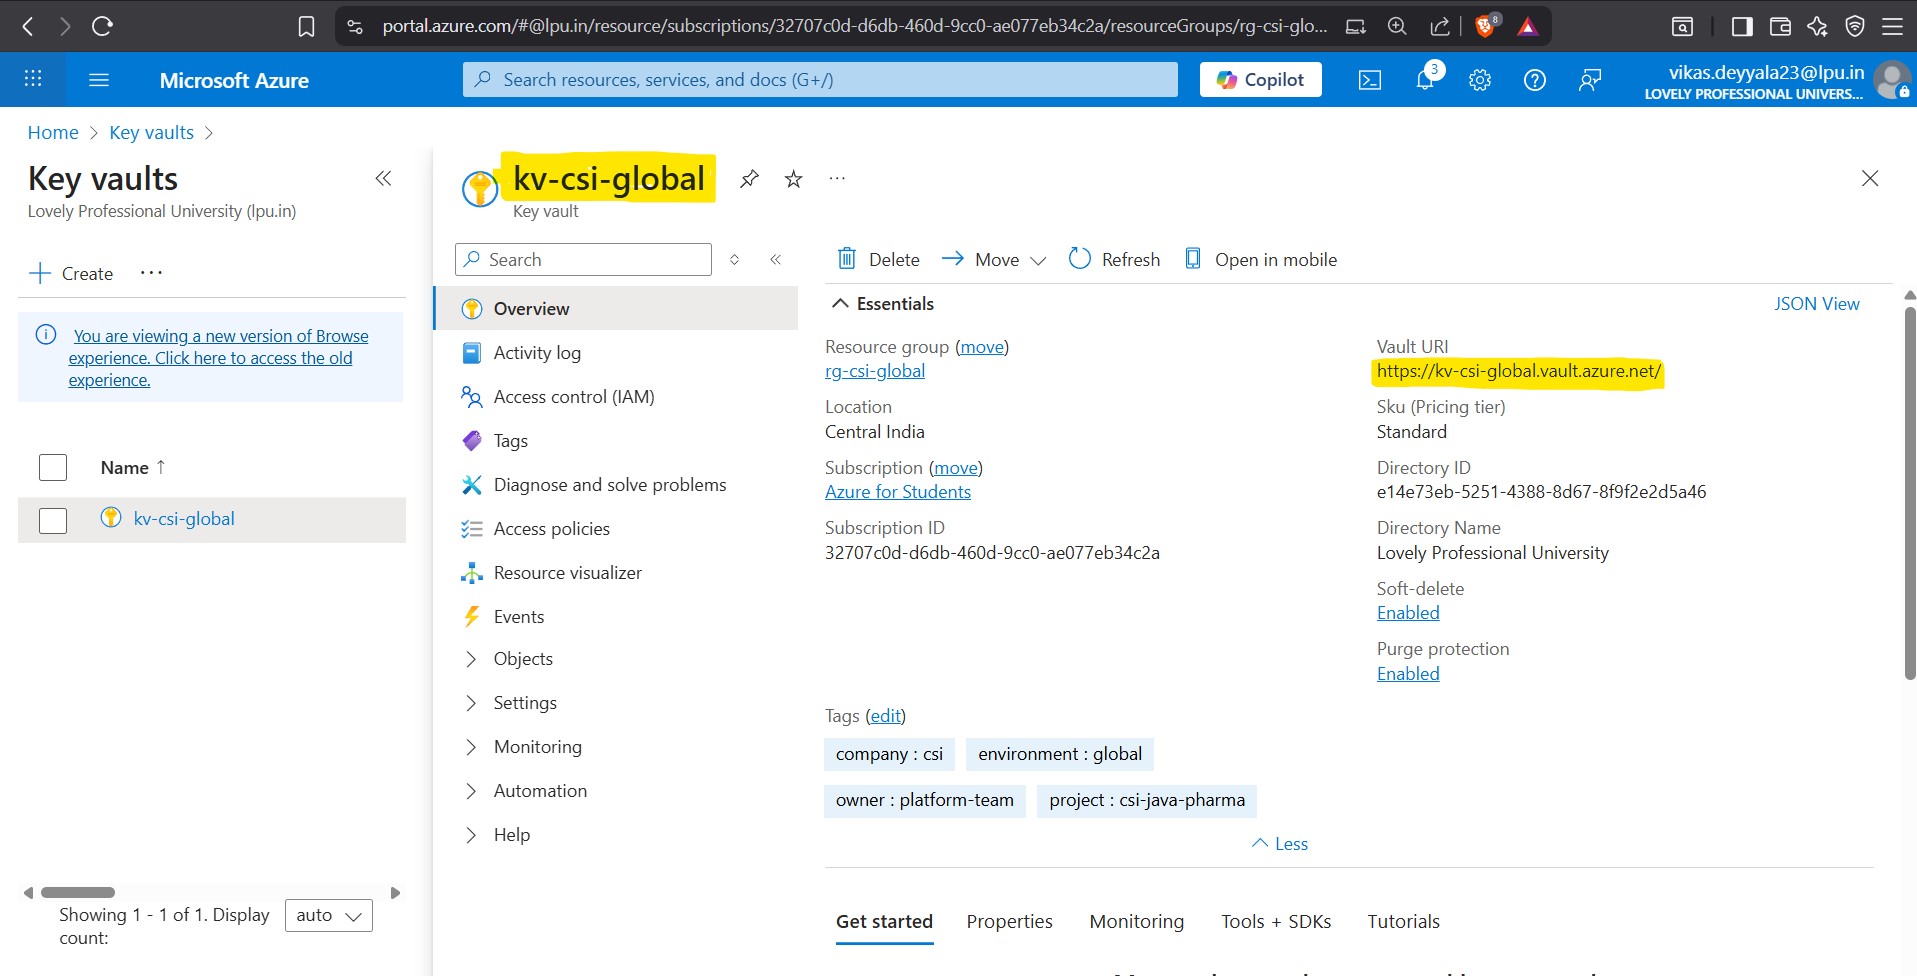 portal.azure.com/#@lpu.in/resource/subscriptions/32707c0d-d6db-460d-9cc0-ae077eb34c2a/resourceGroups/rg-csi-glo...
8
Microsoft Azure
Search resources, services, and docs (G+/)
Copilot
3
vikas.deyyala23@lpu.in
LOVELY PROFESSIONAL UNIVERS...
Home > Key vaults >
Key vaults
Lovely Professional University (lpu.in)
+ Create ...
You are viewing a new version of Browse
experience. Click here to access the old
experience.
Name ↑
kv-csi-global
Showing 1 - 1 of 1. Display
count:
auto
kv-csi-global
Key vault
Search
Overview
Activity log
Access control (IAM)
Tags
Diagnose and solve problems
Access policies
Resource visualizer
Events
Objects
Settings
Monitoring
Automation
Help
Delete
Move
Refresh
Open in mobile
Essentials
JSON View
Resource group (move)
rg-csi-global
Location
Central India
Subscription (move)
Azure for Students
Subscription ID
32707c0d-d6db-460d-9cc0-ae077eb34c2a
Vault URI
https://kv-csi-global.vault.azure.net/
Sku (Pricing tier)
Standard
Directory ID
e14e73eb-5251-4388-8d67-8f9f2e2d5a46
Directory Name
Lovely Professional University
Soft-delete
Enabled
Purge protection
Enabled
Tags (edit)
company : csi
environment : global
owner : platform-team
project : csi-java-pharma
Less
Get started
Properties
Monitoring
Tools + SDKs
Tutorials